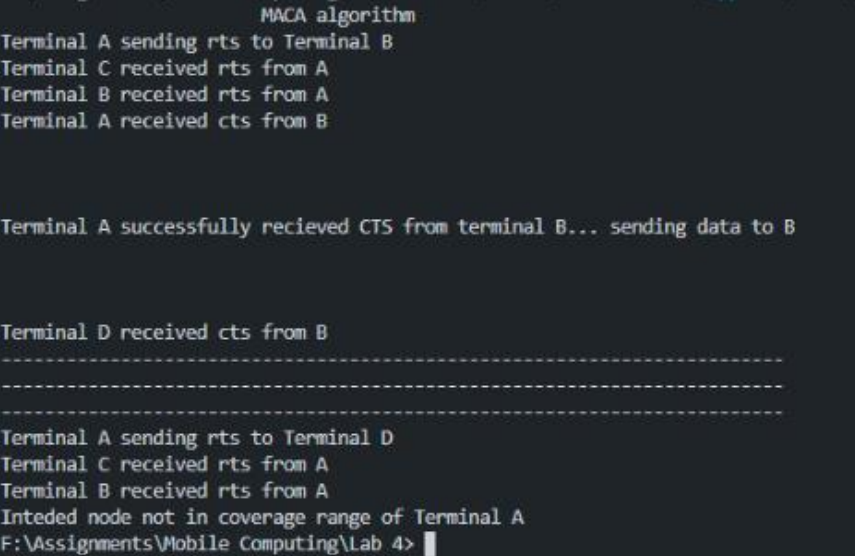 MACA algorithm
Terminal A sending rts to Terminal B
Terminal C received rts from A
Terminal B received rts from A
Terminal A received cts from B
Terminal A successfully recieved CTS from terminal B... sending data to B
Terminal D received cts from B
--------------------------------------------------------------------------------
--------------------------------------------------------------------------------
--------------------------------------------------------------------------------
Terminal A sending rts to Terminal D
Terminal C received rts from A
Terminal B received rts from A
Inteded node not in coverage range of Terminal A
F:\Assignments\Mobile Computing\Lab 4>